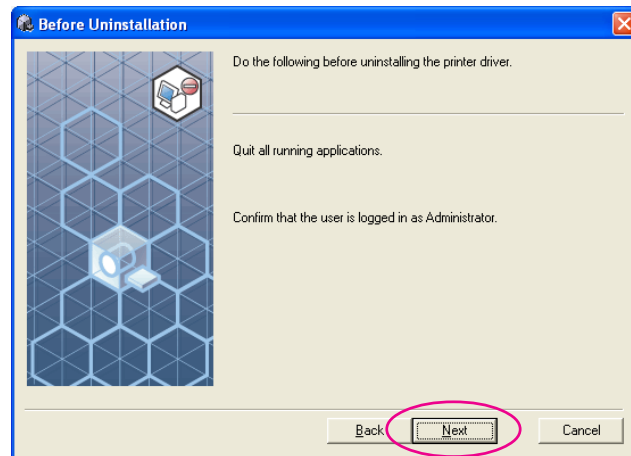 Before Uninstallation
Do the following before uninstalling the printer driver.
Quit all running applications.
Confirm that the user is logged in as Administrator.
Back
Next
Cancel